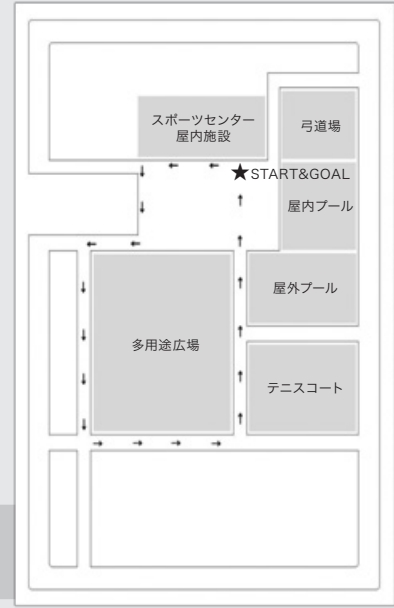 スポーツセンター
屋内施設
弓道場
★START&GOAL
屋内プール
屋外プール
多用途広場
テニスコート